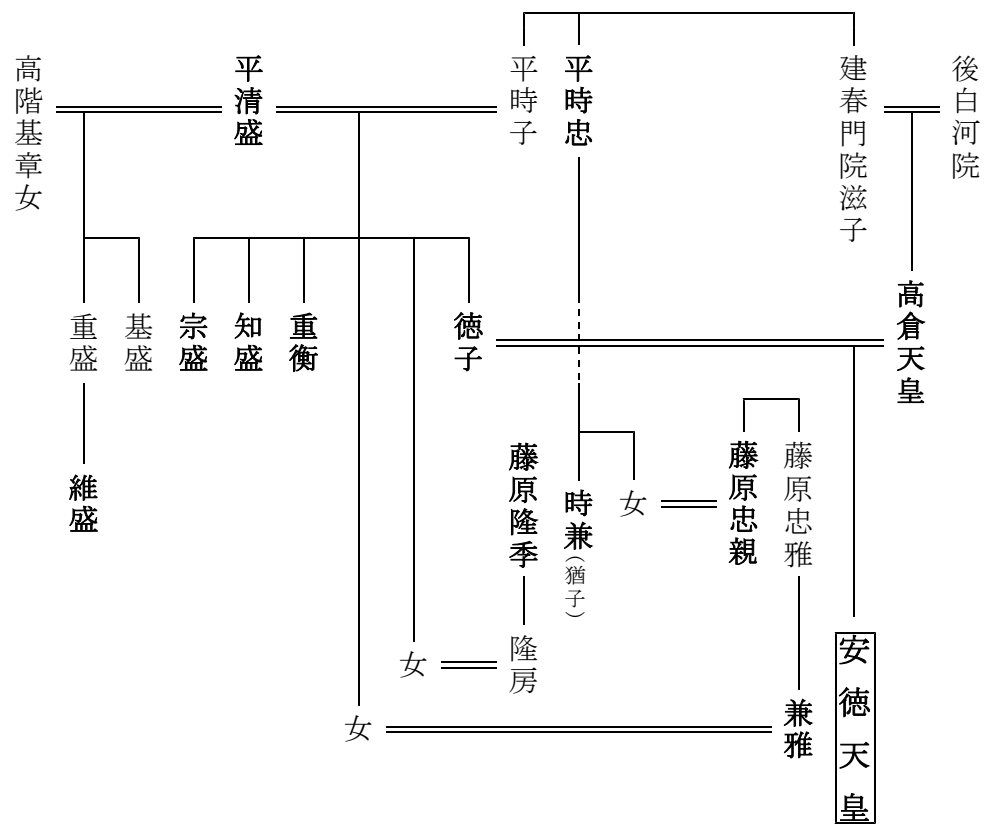 後白河院
建春門院滋子
平時忠
平時子
平清盛
高階基章女
高倉天皇
徳子
重衡
知盛
宗盛
基盛
重盛
藤原忠雅
藤原忠親
女
時兼(猶子)
藤原隆季
維盛
安徳天皇
兼雅
隆房
女
女